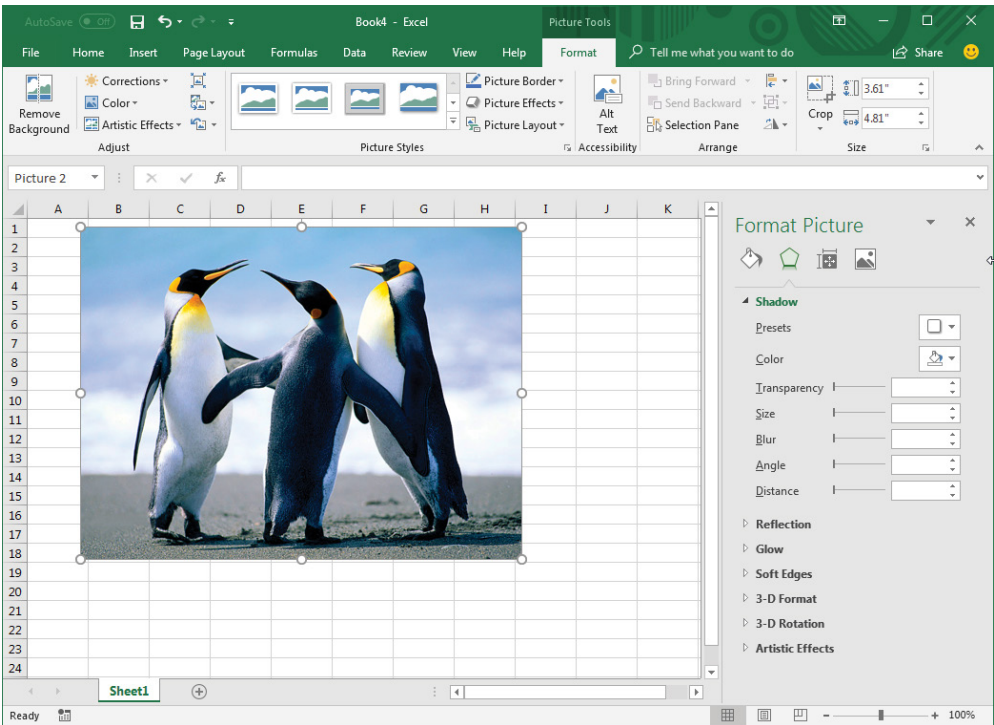 AutoSave Off Book4 - Excel Picture Tools
File Home Insert Page Layout Formulas Data Review View Help Format Tell me what you want to do Share
Remove Background
Corrections
Color
Artistic Effects
Adjust
Picture Styles
Picture Border
Picture Effects
Picture Layout
Alt Text
Accessibility
Bring Forward
Send Backward
Selection Pane
Arrange
Crop
3.61"
4.81"
Size
Picture 2 fx
A B C D E F G H I J K
1
2
3
4
5
6
7
8
9
10
11
12
13
14
15
16
17
18
19
20
21
22
23
24
Format Picture
Shadow
Presets
Color
Transparency
Size
Blur
Angle
Distance
Reflection
Glow
Soft Edges
3-D Format
3-D Rotation
Artistic Effects
Sheet1
Ready 100%